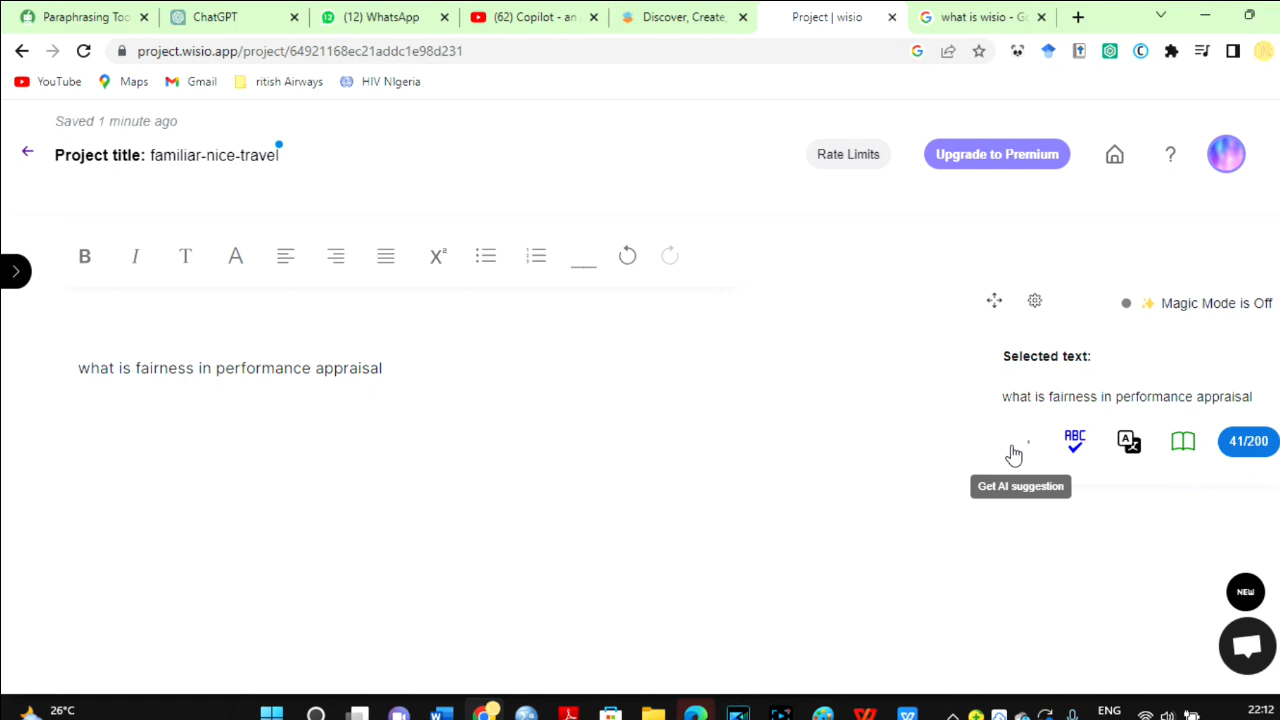 Paraphrasing Too
ChatGPT
(12) WhatsApp
(62) Copilot - an
Discover, Create,
Project | wisio
what is wisio - Go
project.wisio.app/project/64921168ec21addc1e98d231
YouTube
Maps
Gmail
ritish Airways
HIV NIgeria
Saved 1 minute ago
Project title: familiar-nice-travel
Rate Limits
Upgrade to Premium
?
B I T A X²
✨ Magic Mode is Off
Selected text:
what is fairness in performance appraisal
what is fairness in performance appraisal
ABC
A
41/200
Get AI suggestion
NEW
26°C
ENG
22:12